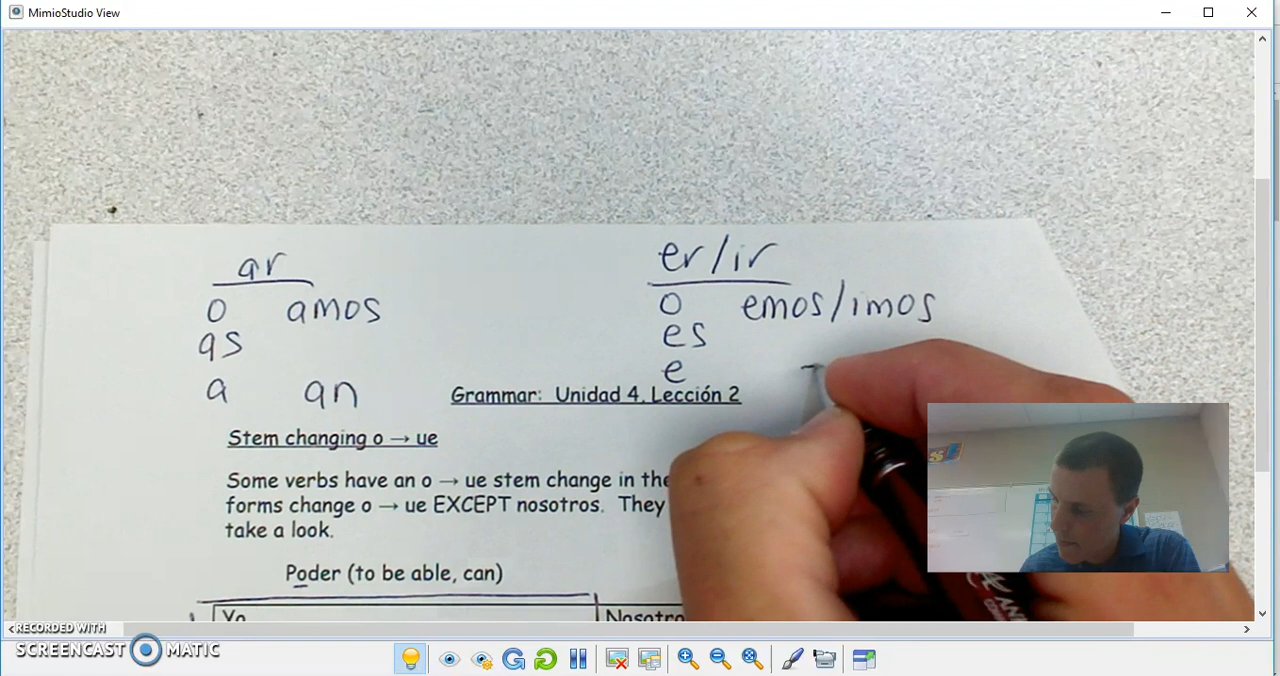 MimioStudio View
ar
o amos
as
a an
er/ir
o emos/imos
es
e
Grammar: Unidad 4, Lección 2
Stem changing o → ue
Some verbs have an o → ue stem change in the
forms change o → ue EXCEPT nosotros. They
take a look.
Poder (to be able, can)
Yo Nosotro
RECORDED WITH
SCREENCAST MATIC